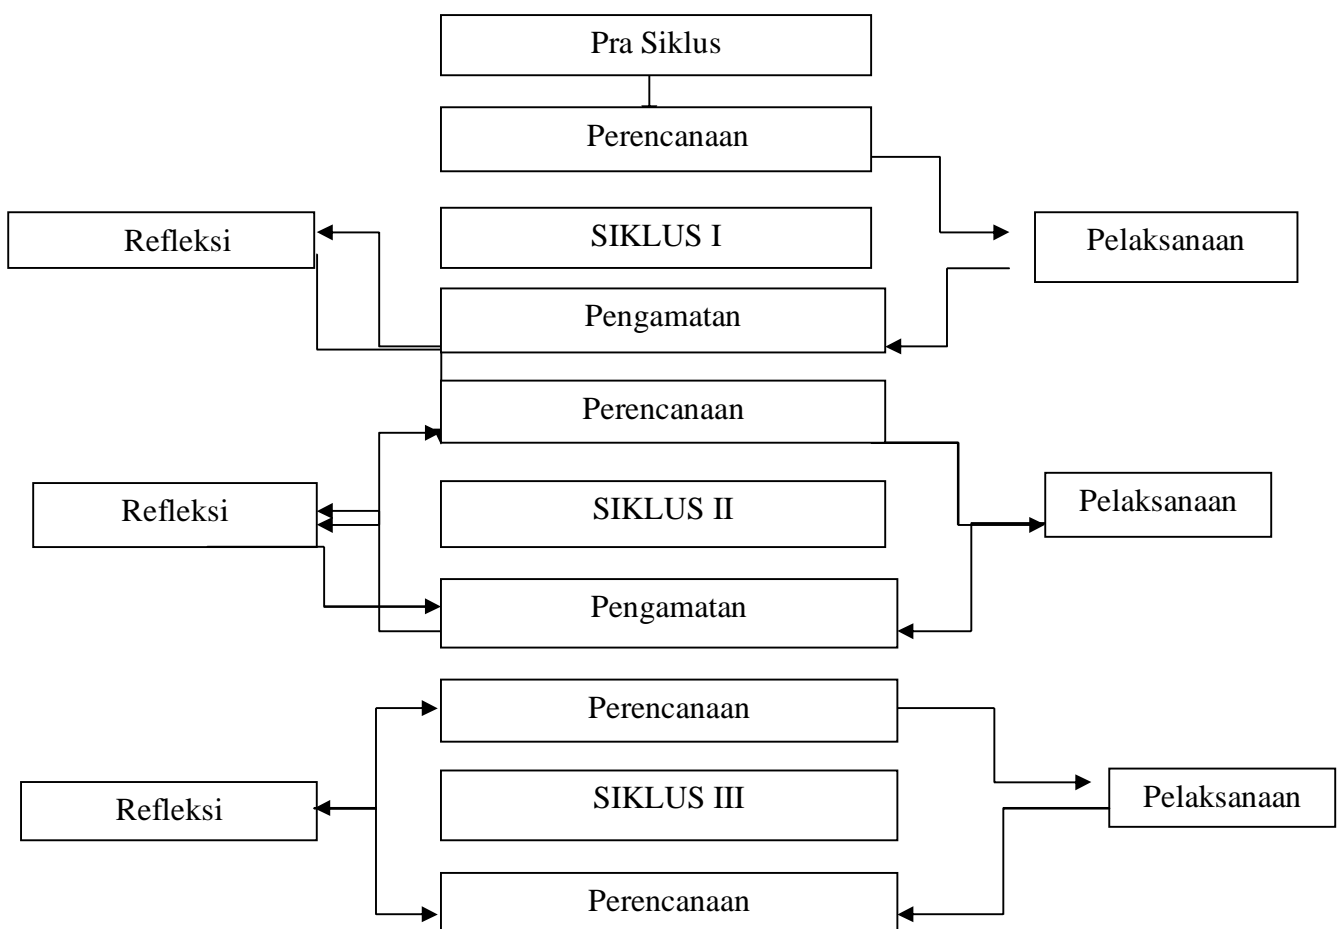 Pra Siklus
Perencanaan
Refleksi
SIKLUS I
Pelaksanaan
Pengamatan
Perencanaan
Refleksi
SIKLUS II
Pelaksanaan
Pengamatan
Perencanaan
Refleksi
SIKLUS III
Pelaksanaan
Perencanaan